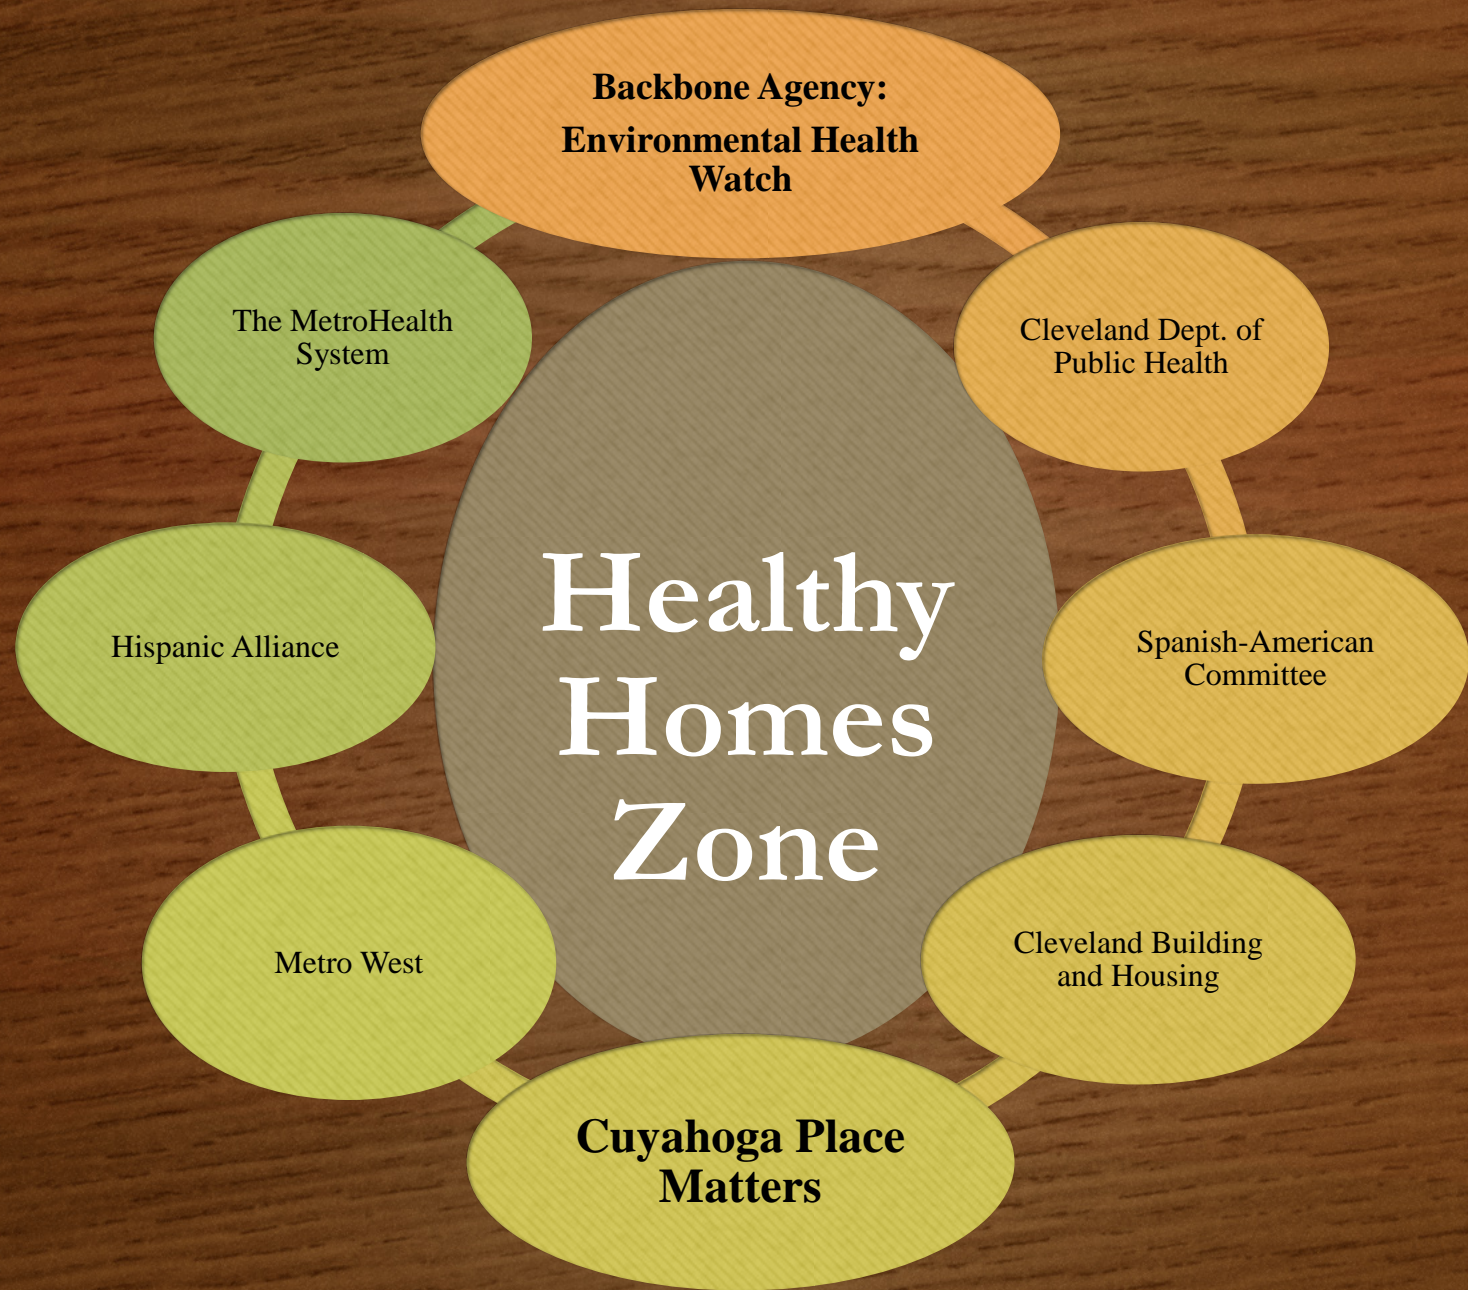 Backbone Agency:
Environmental Health
Watch
The MetroHealth
System
Cleveland Dept. of
Public Health
Hispanic Alliance
Healthy
Homes
Zone
Spanish-American
Committee
Metro West
Cleveland Building
and Housing
Cuyahoga Place
Matters